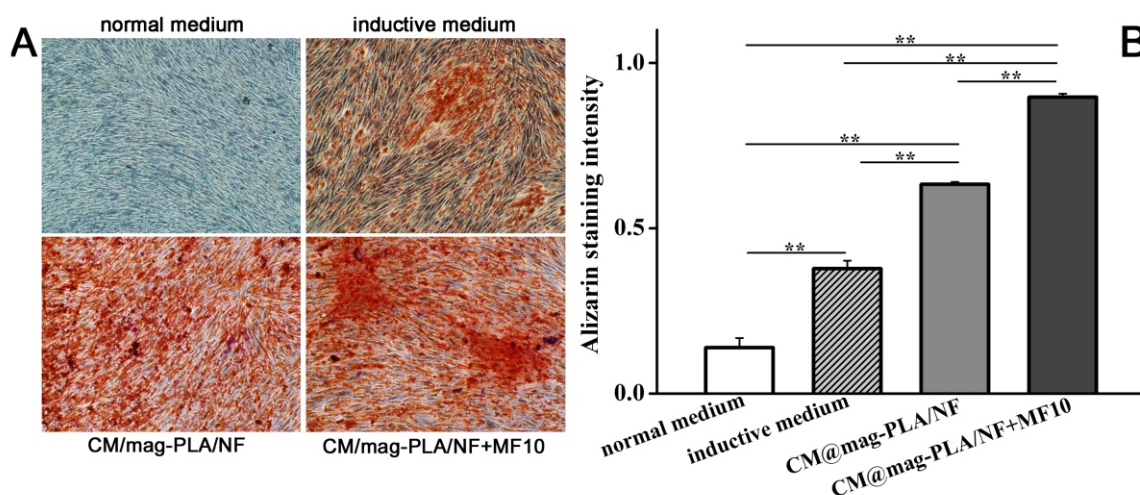 A
normal medium
inductive medium
CM/mag-PLA/NF
CM/mag-PLA/NF+MF10
B
Alizarin staining intensity
1.0
0.5
0.0
**
**
**
**
**
**
normal medium
inductive medium
CM@mag-PLA/NF
CM@mag-PLA/NF+MF10